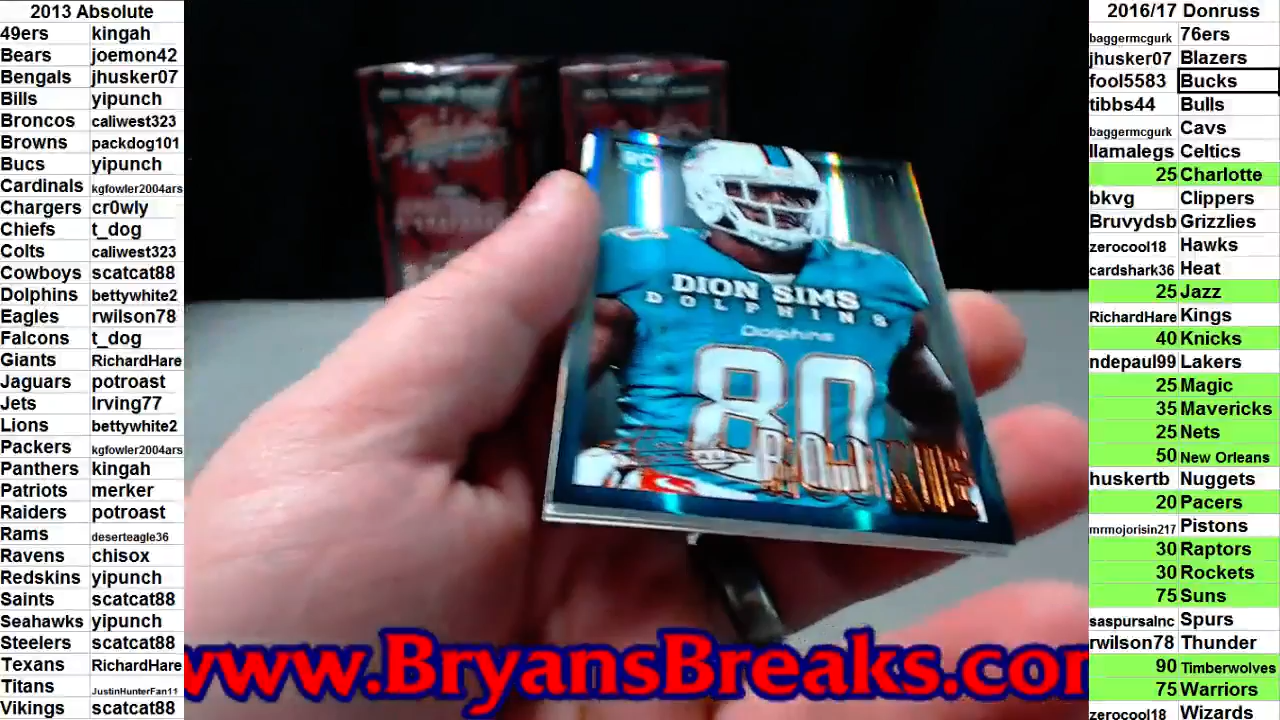 2013 Absolute
49ers kingah
Bears joemon42
Bengals jhusker07
Bills yipunch
Broncos caliwest323
Browns packdog101
Bucs yipunch
Cardinals kgfowler2004ars
Chargers cr0wly
Chiefs t_dog
Colts caliwest323
Cowboys scatcat88
Dolphins bettywhite2
Eagles rwilson78
Falcons t_dog
Giants RichardHare
Jaguars potroast
Jets Irving77
Lions bettywhite2
Packers kgfowler2004ars
Panthers kingah
Patriots merker
Raiders potroast
Rams deserteagle36
Ravens chisox
Redskins yipunch
Saints scatcat88
Seahawks yipunch
Steelers scatcat88
Texans RichardHare
Titans JustinHunterFan11
Vikings scatcat88
RC
DION SIMS
DOLPHINS
Dolphins
80
ROOKIE
www.BryansBreaks.com
2016/17 Donruss
baggermcgurk 76ers
jhusker07 Blazers
fool5583 Bucks
tibbs44 Bulls
baggermcgurk Cavs
llamalegs Celtics
25 Charlotte
bkvg Clippers
Bruvydsb Grizzlies
zerocool18 Hawks
cardshark36 Heat
25 Jazz
RichardHare Kings
40 Knicks
ndepaul99 Lakers
25 Magic
35 Mavericks
25 Nets
50 New Orleans
huskertb Nuggets
20 Pacers
mrmojorisin217 Pistons
30 Raptors
30 Rockets
75 Suns
saspursalnc Spurs
rwilson78 Thunder
90 Timberwolves
75 Warriors
zerocool18 Wizards